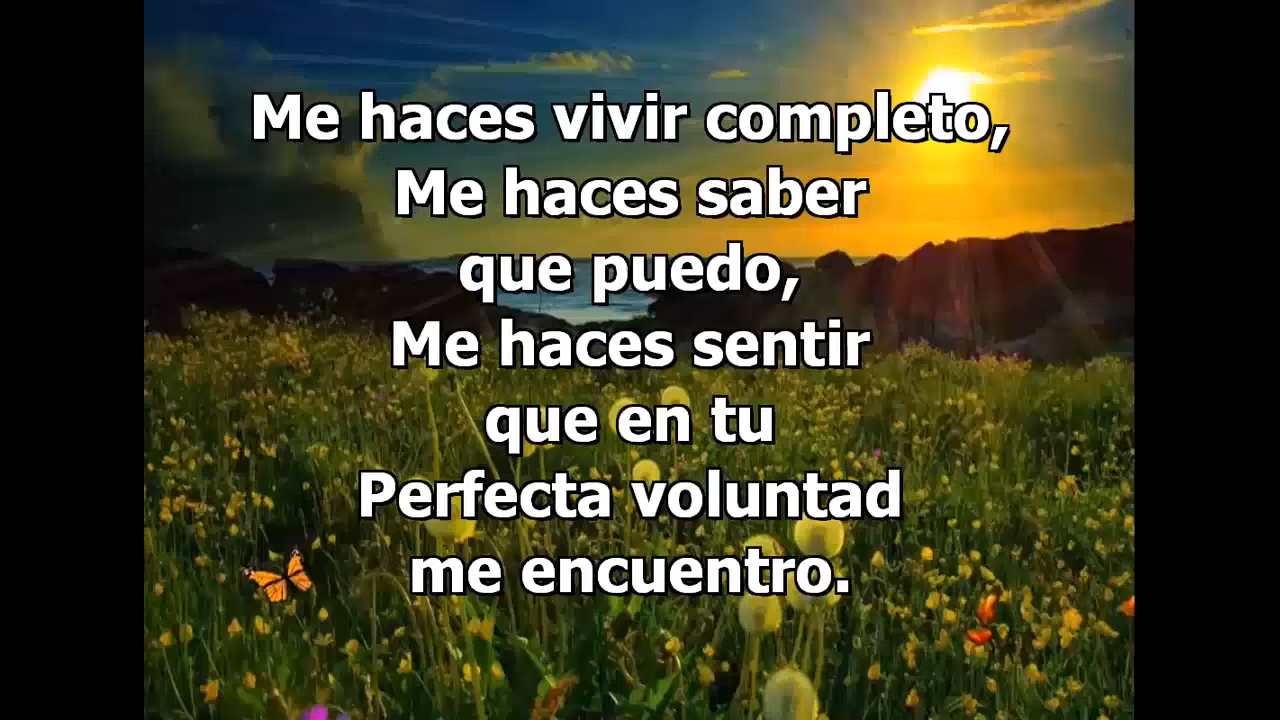 Me haces vivir completo,
Me haces saber
que puedo,
Me haces sentir
que en tu
Perfecta voluntad
me encuentro.